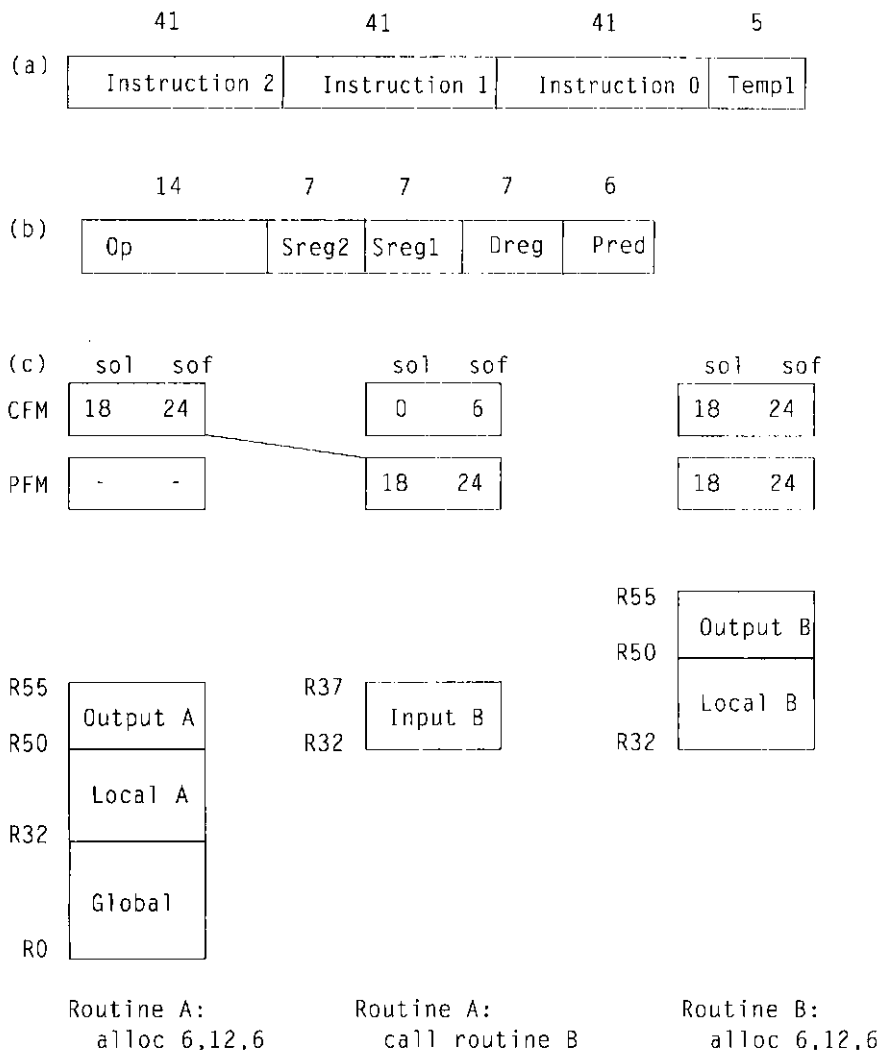 41 41 41 5
(a) Instruction 2 Instruction 1 Instruction 0 Templ
14 7 7 7 6
(b) Op Sreg2 Sreg1 Dreg Pred
(c) sol sof sol sof sol sof
CFM 18 24 0 6 18 24
PFM - - 18 24 18 24
R55
Output B
R50
R55 R37
Output A Input B Local B
R50 R32 R32
Local A
R32
Global
R0
Routine A: Routine A: Routine B:
alloc 6,12,6 call routine B alloc 6,12,6